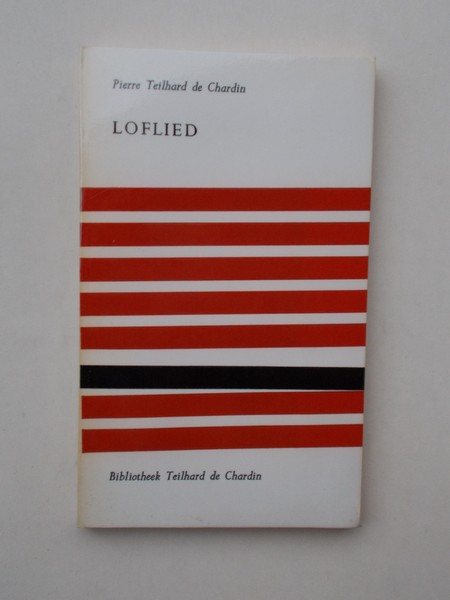 Pierre Teilhard de Chardin
LOFLIED
Bibliotheek Teilhard de Chardin